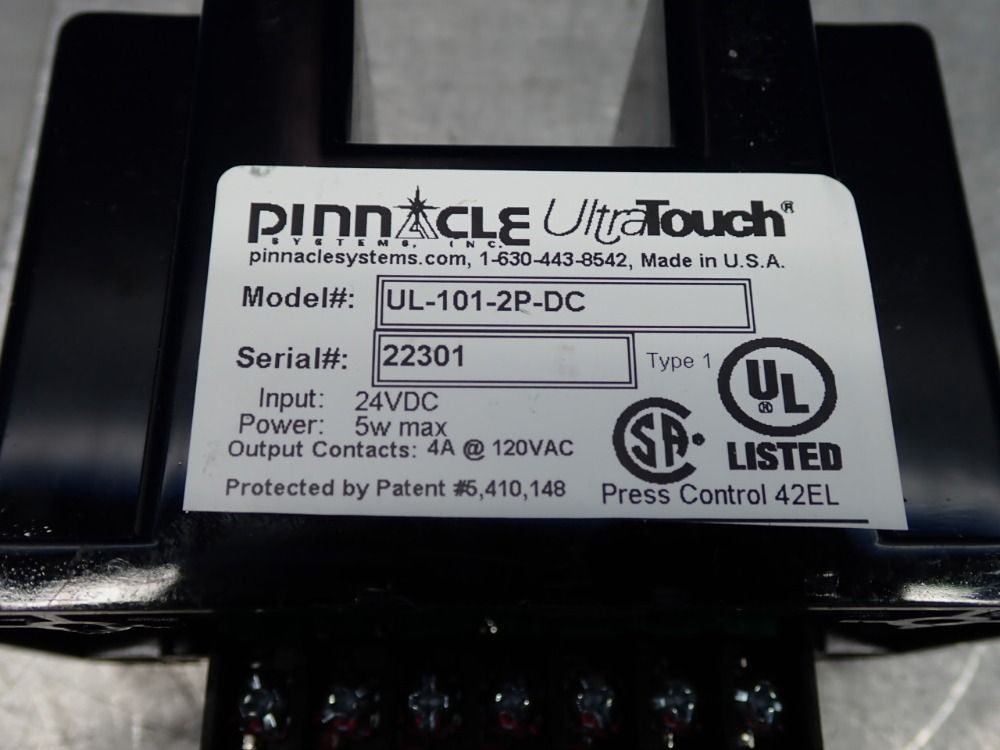 PINNACLE UltraTouch®
SYSTEMS, INC.
pinnaclesystems.com, 1-630-443-8542, Made in U.S.A.
Model#: UL-101-2P-DC
Serial#: 22301 Type 1
Input: 24VDC
Power: 5w max
Output Contacts: 4A @ 120VAC
Protected by Patent #5,410,148
SA
UL ®
LISTED
Press Control 42EL